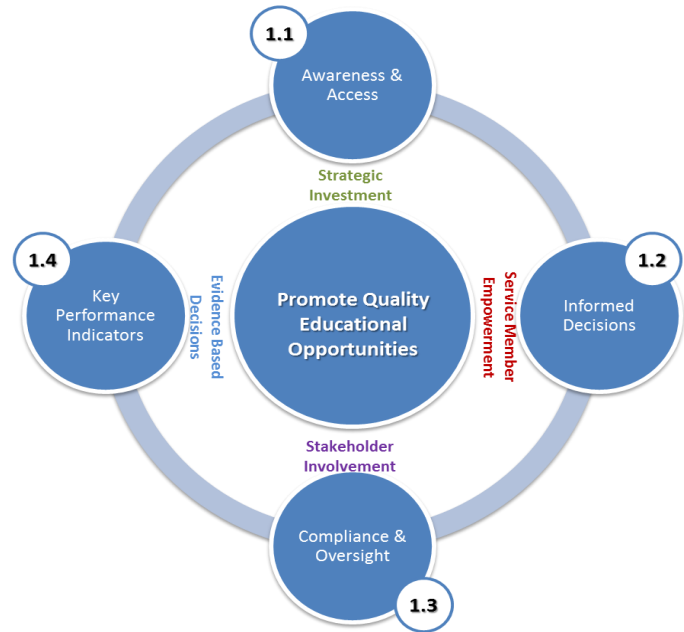 1.1
Awareness &
Access
Strategic
Investment
1.4
Key
Performance
Indicators
Evidence Based
Decisions
Promote Quality
Educational
Opportunities
Service Member
Empowerment
1.2
Informed
Decisions
Stakeholder
Involvement
Compliance &
Oversight
1.3